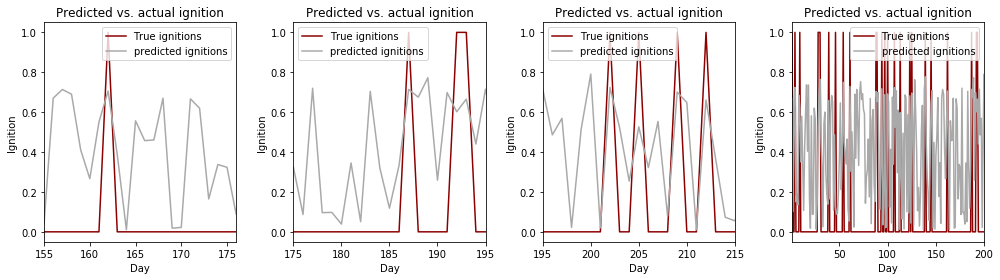 Predicted vs. actual ignition
True ignitions
predicted ignitions
Ignition
1.0
0.8
0.6
0.4
0.2
0.0
155 160 165 170 175
Day
Predicted vs. actual ignition
True ignitions
predicted ignitions
Ignition
1.0
0.8
0.6
0.4
0.2
0.0
175 180 185 190 195
Day
Predicted vs. actual ignition
True ignitions
predicted ignitions
Ignition
1.0
0.8
0.6
0.4
0.2
0.0
195 200 205 210 215
Day
Predicted vs. actual ignition
True ignitions
predicted ignitions
Ignition
1.0
0.8
0.6
0.4
0.2
0.0
50 100 150 200
Day